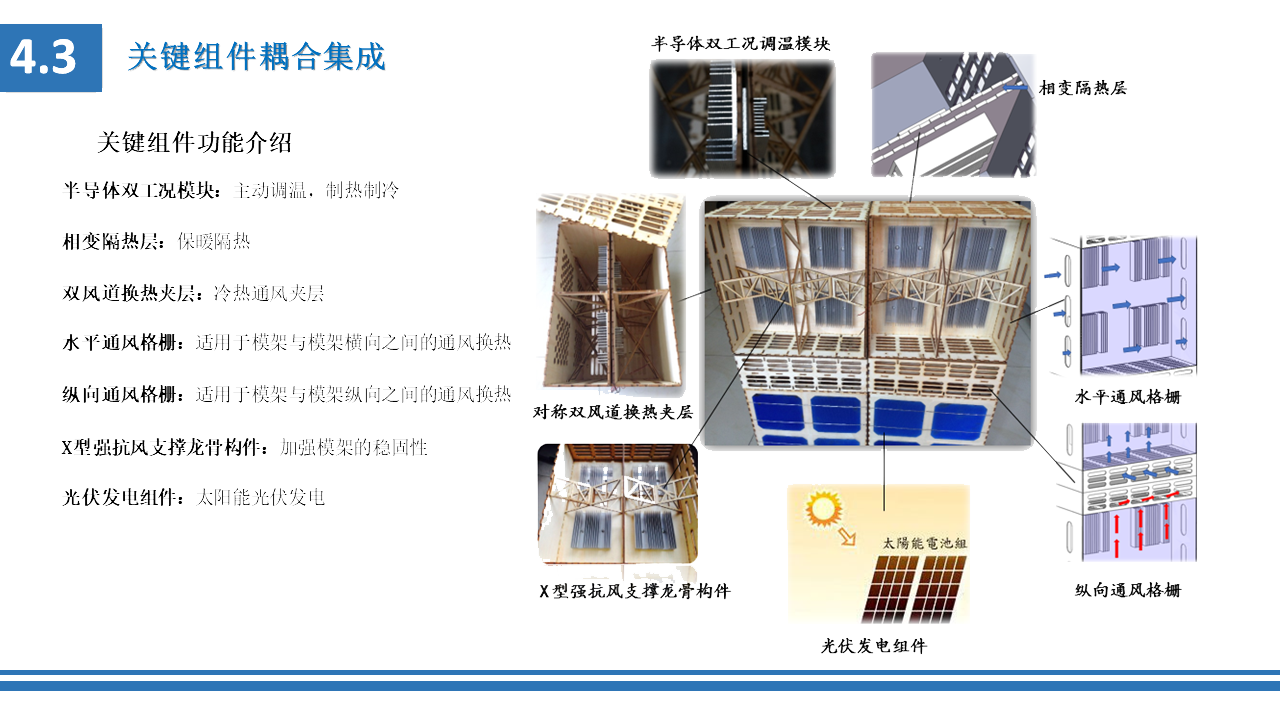 4.3
关键组件耦合集成
关键组件功能介绍
半导体双工况模块：主动调温，制热制冷
相变隔热层：保暖隔热
双风道换热夹层：冷热通风夹层
水平通风格栅：适用于模架与模架横向之间的通风换热
纵向通风格栅：适用于模架与模架纵向之间的通风换热
X型强抗风支撑龙骨构件：加强模架的稳固性
光伏发电组件：太阳能光伏发电
半导体双工况调温模块
相变隔热层
对称双风道换热夹层
水平通风格栅
X型强抗风支撑龙骨构件
太陽能電池組
纵向通风格栅
光伏发电组件